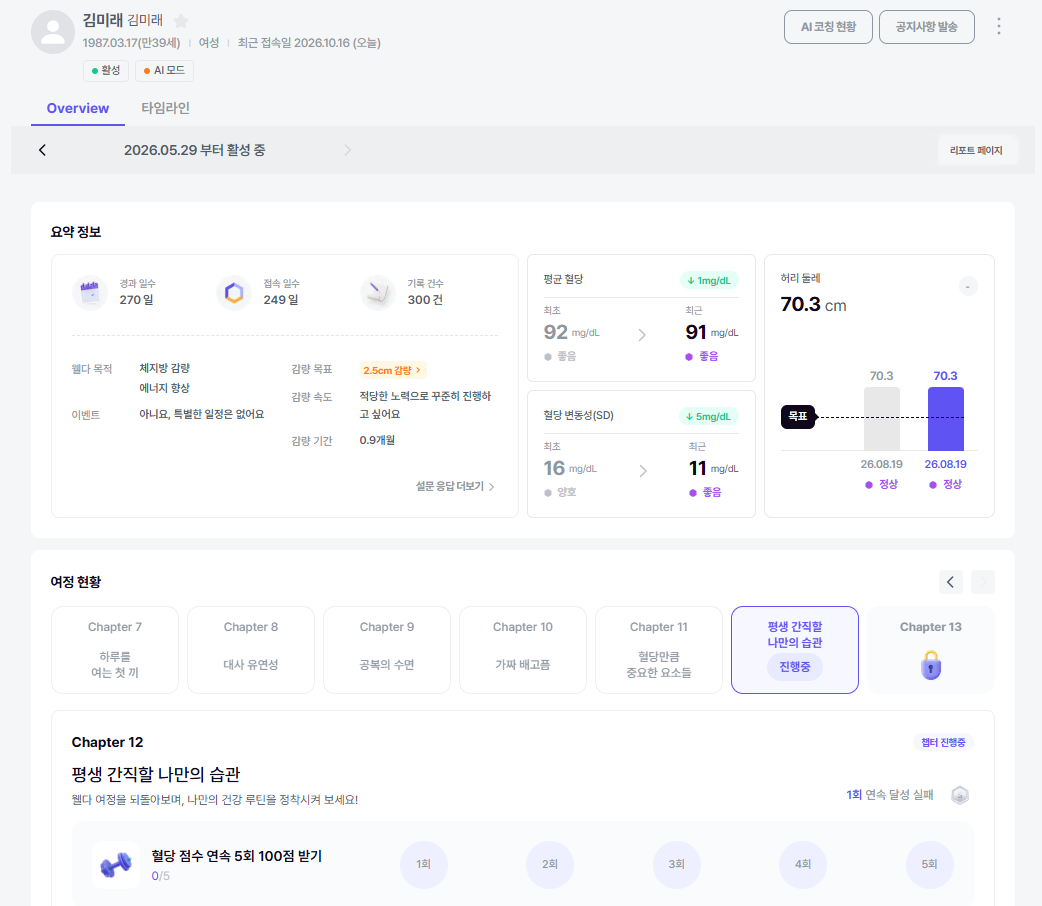 김미래 김미래
1987.03.17(만39세) 여성 최근 접속일 2026.10.16 (오늘)
활성 AI 모드
AI 코칭 현황 공지사항 발송
Overview 타임라인
2026.05.29 부터 활성 중
리포트 페이지
요약 정보
경과 일수
270 일
접속 일수
249 일
기록 건수
300 건
웰다 목적 체지방 감량
에너지 향상
이벤트 아니요, 특별한 일정은 없어요
감량 목표 2.5cm 감량
감량 속도 적당한 노력으로 꾸준히 진행하
고 싶어요
감량 기간 0.9개월
설문 응답 더보기
평균 혈당 ↓ 1mg/dL
최초 최근
92 mg/dL 91 mg/dL
좋음 좋음
혈당 변동성(SD) ↓ 5mg/dL
최초 최근
16 mg/dL 11 mg/dL
양호 좋음
허리 둘레 -
70.3 cm
70.3 70.3
목표
26.08.19 26.08.19
정상 정상
여정 현황
Chapter 7
하루를
여는 첫 끼
Chapter 8
대사 유연성
Chapter 9
공복의 수면
Chapter 10
가짜 배고픔
Chapter 11
혈당만큼
중요한 요소들
평생 간직할
나만의 습관
진행중
Chapter 13
Chapter 12 챕터 진행중
평생 간직할 나만의 습관
웰다 여정을 되돌아보며, 나만의 건강 루틴을 정착시켜 보세요!
1회 연속 달성 실패
혈당 점수 연속 5회 100점 받기
0/5
1회 2회 3회 4회 5회